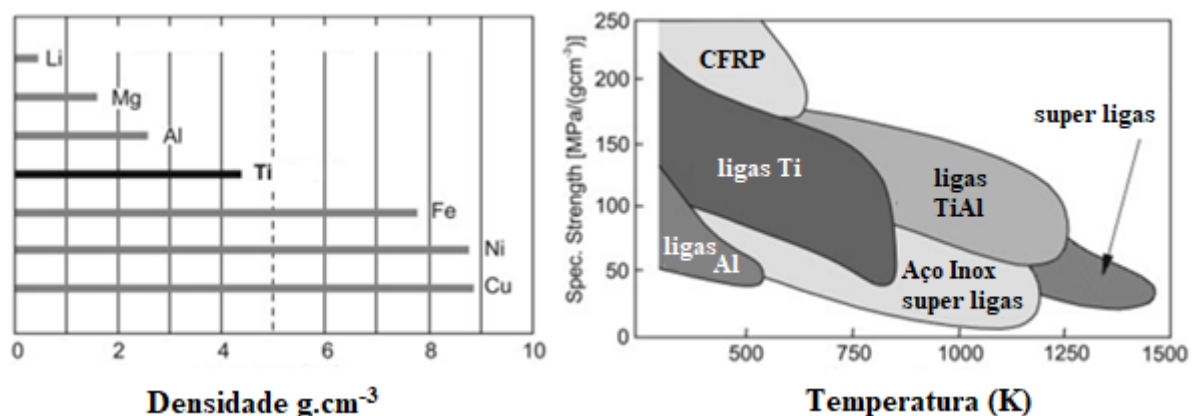 Li
Mg
Al
Ti
Fe
Ni
Cu
0 2 4 6 8 10
Densidade g.cm-3
Spec. Strength [MPa/(gcm-3)]
250
200
150
100
50
0
CFRP
super ligas
ligas Ti
ligas
TiAl
ligas
Al
Aço Inox
super ligas
500 750 1000 1250 1500
Temperatura (K)